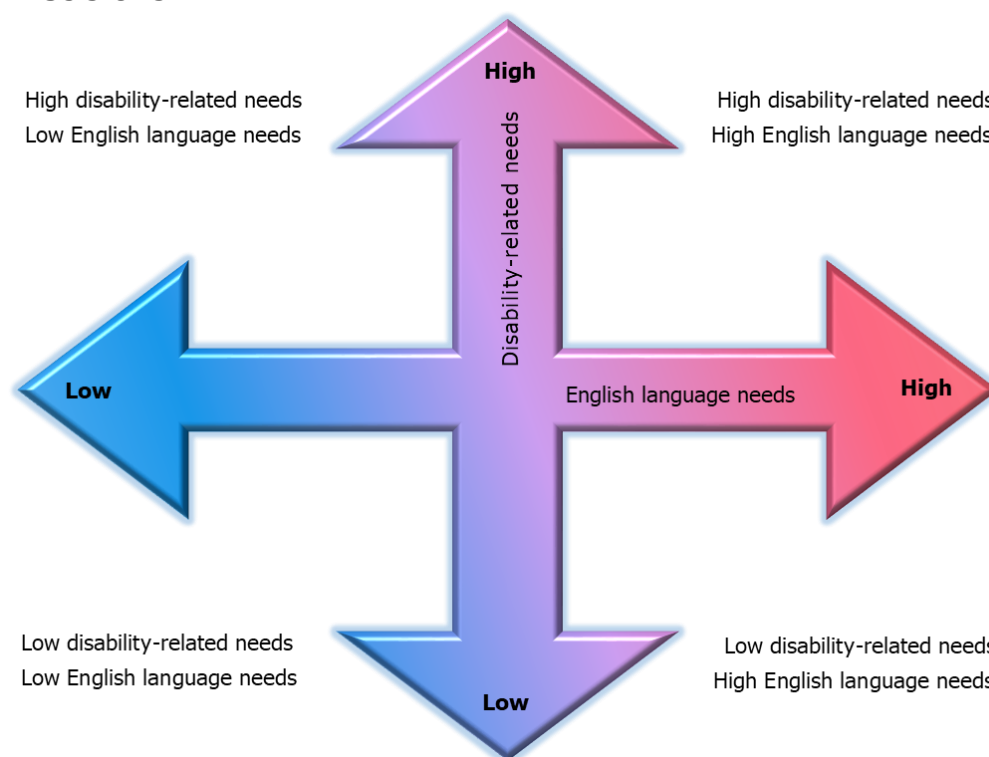 High
High disability-related needs
Low English language needs
High disability-related needs
High English language needs
Disability-related needs
Low
English language needs
High
Low disability-related needs
Low English language needs
Low disability-related needs
High English language needs
Low